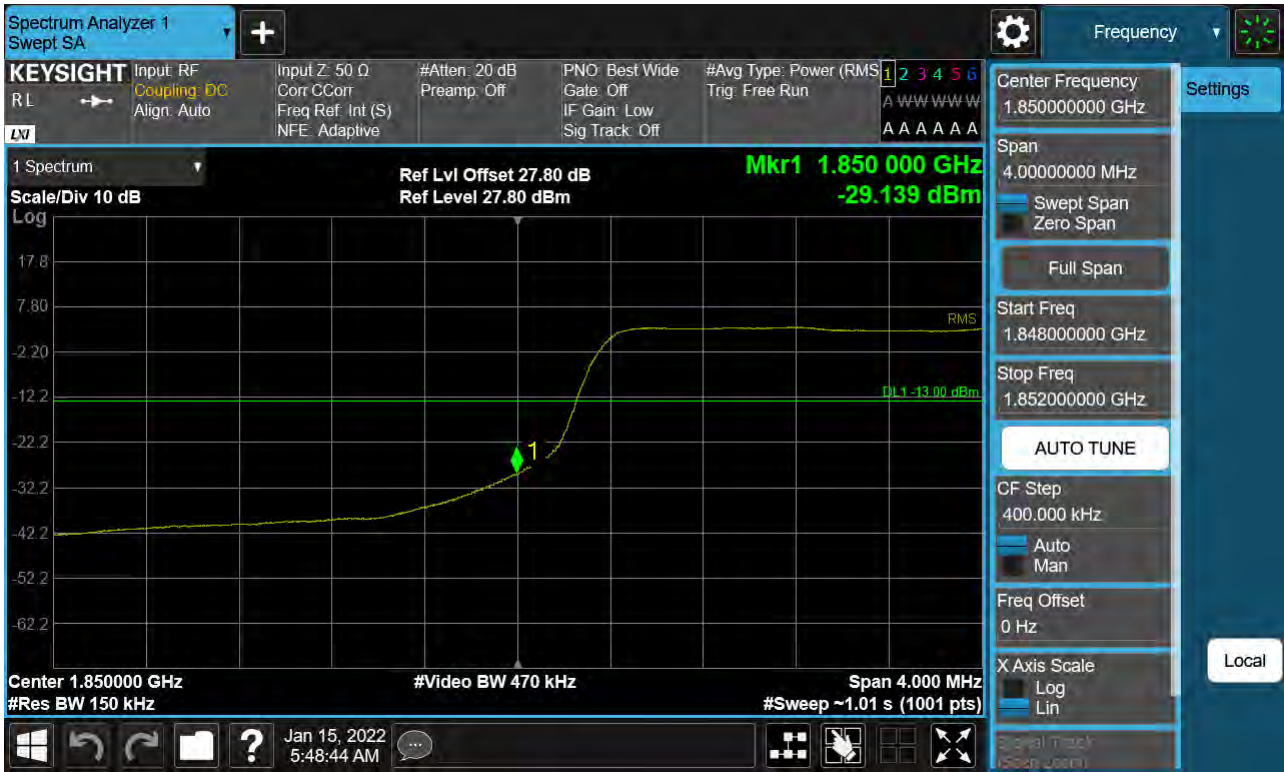 Spectrum Analyzer 1
Swept SA
+
Frequency
KEYSIGHT
RL
LXI
Input: RF
Coupling: DC
Align: Auto
Input Z: 50 Ω
Corr CCorr
Freq Ref: Int (S)
NFE: Adaptive
#Atten: 20 dB
Preamp: Off
PNO: Best Wide
Gate: Off
IF Gain: Low
Sig Track: Off
#Avg Type: Power (RMS
Trig: Free Run
1 2 3 4 5 6
A W W W W W
A A A A A A
1 Spectrum
Scale/Div 10 dB
Log
Ref Lvl Offset 27.80 dB
Ref Level 27.80 dBm
Mkr1 1.850 000 GHz
-29.139 dBm
17.8
7.80
-2.20
-12.2
-22.2
-32.2
-42.2
-52.2
-62.2
RMS
DL1 -13.00 dBm
1
Center 1.850000 GHz
#Res BW 150 kHz
#Video BW 470 kHz
Span 4.000 MHz
#Sweep ~1.01 s (1001 pts)
Center Frequency
1.850000000 GHz
Span
4.00000000 MHz
Swept Span
Zero Span
Full Span
Start Freq
1.848000000 GHz
Stop Freq
1.852000000 GHz
AUTO TUNE
CF Step
400.000 kHz
Auto
Man
Freq Offset
0 Hz
X Axis Scale
Log
Lin
Signal Track
(Span Zoom)
Settings
Local
?
Jan 15, 2022
5:48:44 AM